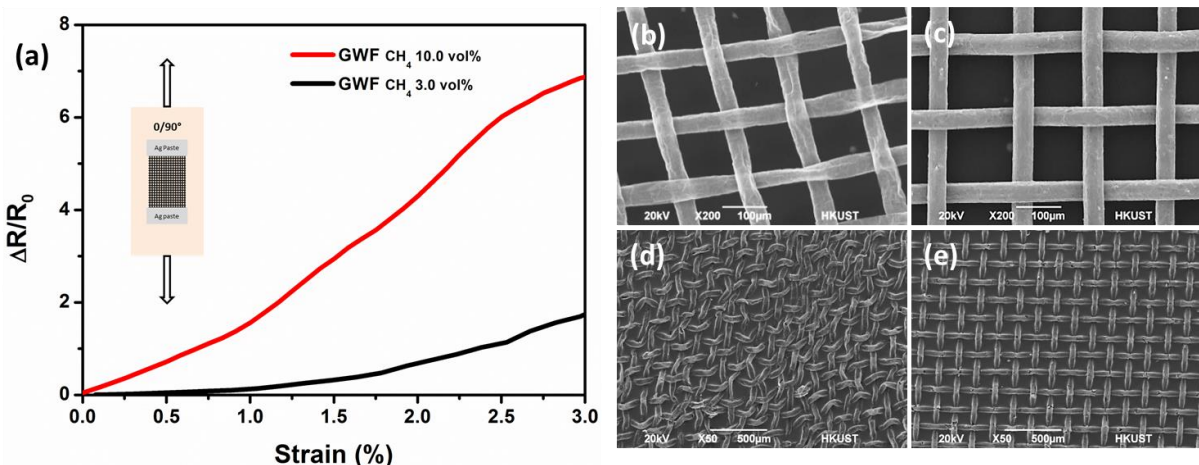 (a)
8
6
4
2
0
ΔR/R₀
GWF CH₄ 10.0 vol%
GWF CH₄ 3.0 vol%
0/90°
Ag Paste
Ag paste
0.0 0.5 1.0 1.5 2.0 2.5 3.0
Strain (%)
(b)
20kV X200 100µm HKUST
(c)
20kV X200 100µm HKUST
(d)
20kV X50 500µm HKUST
(e)
20kV X50 500µm HKUST